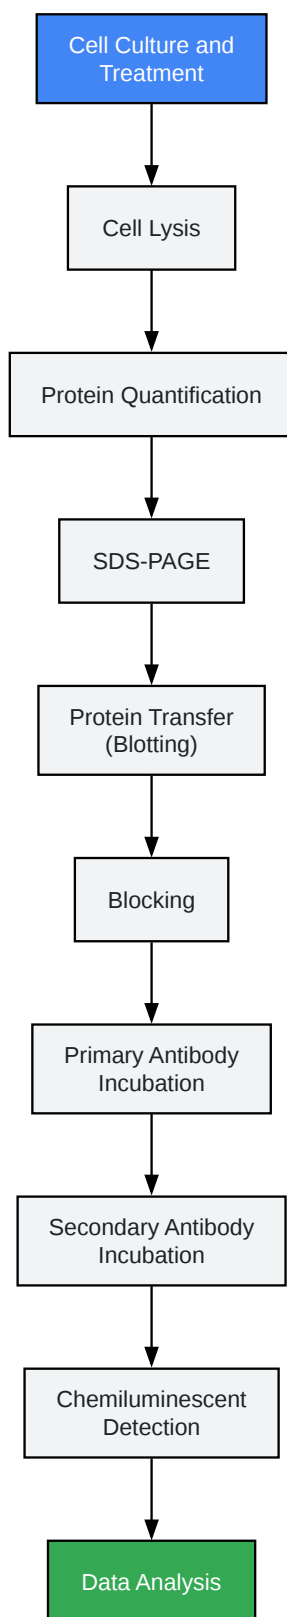 Cell Culture and
Treatment
Cell Lysis
Protein Quantification
SDS-PAGE
Protein Transfer
(Blotting)
Blocking
Primary Antibody
Incubation
Secondary Antibody
Incubation
Chemiluminescent
Detection
Data Analysis